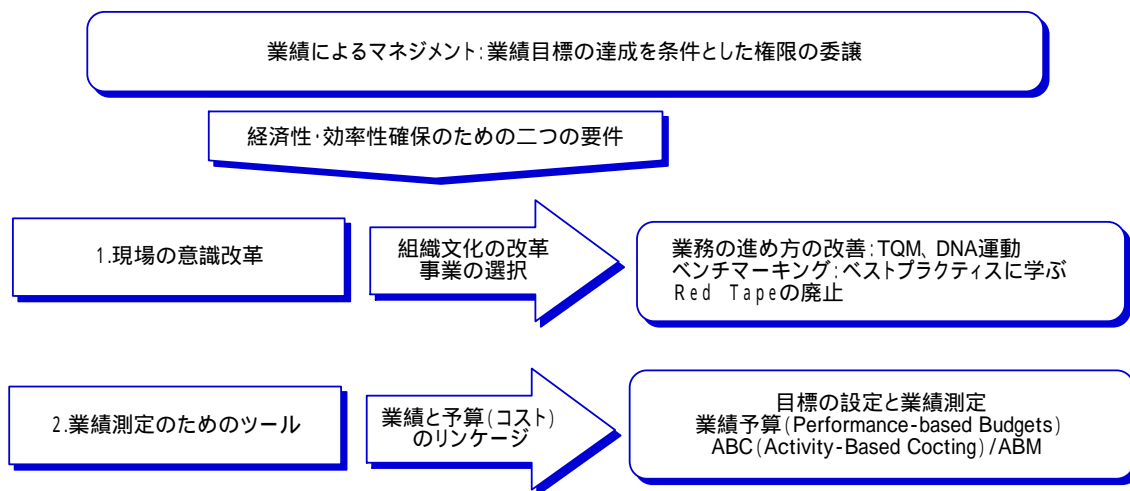 業績によるマネジメント:業績目標の達成を条件とした権限の委譲
経済性・効率性確保のための二つの要件
1.現場の意識改革
組織文化の改革
事業の選択
業務の進め方の改善:TQM、DNA運動
ベンチマーキング:ベストプラクティスに学ぶ
Red Tapeの廃止
2.業績測定のためのツール
業績と予算(コスト)
のリンケージ
目標の設定と業績測定
業績予算(Performance-based Budgets)
ABC(Activity-Based Cocting)/ABM